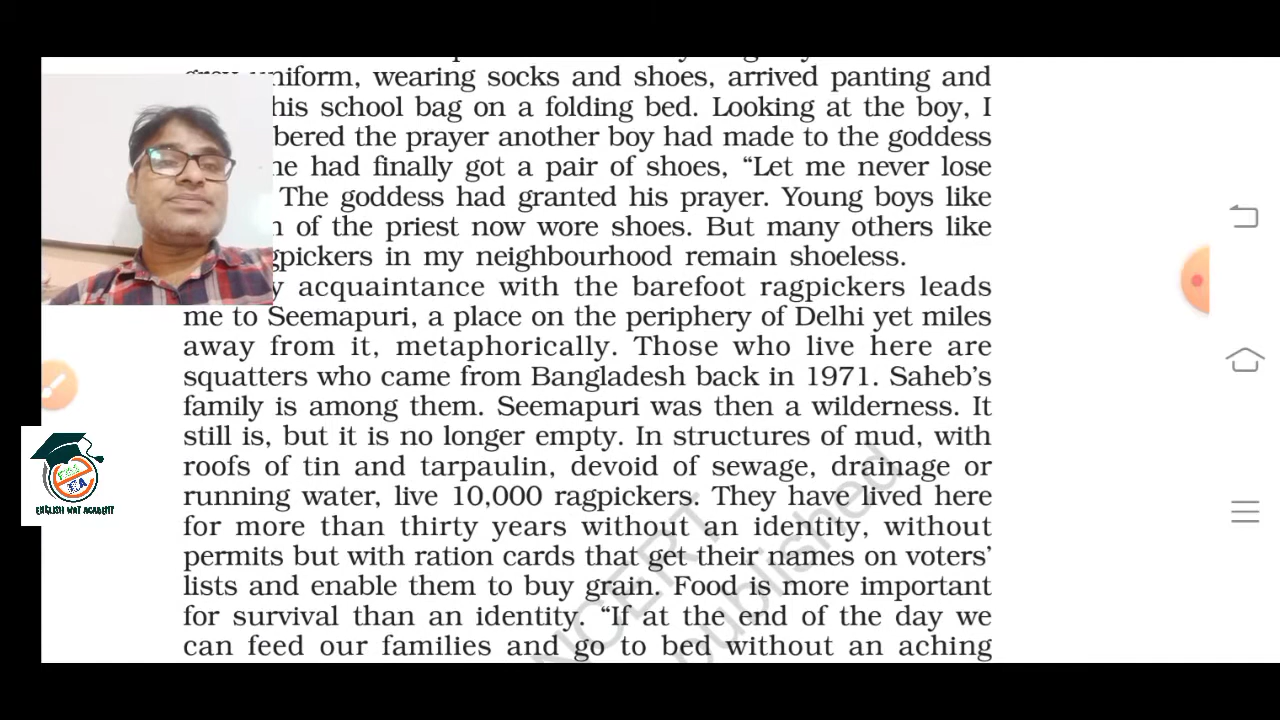 uniform, wearing socks and shoes, arrived panting and
his school bag on a folding bed. Looking at the boy, I
bered the prayer another boy had made to the goddess
he had finally got a pair of shoes, “Let me never lose
The goddess had granted his prayer. Young boys like
n of the priest now wore shoes. But many others like
gpickers in my neighbourhood remain shoeless.
y acquaintance with the barefoot ragpickers leads
me to Seemapuri, a place on the periphery of Delhi yet miles
away from it, metaphorically. Those who live here are
squatters who came from Bangladesh back in 1971. Saheb’s
family is among them. Seemapuri was then a wilderness. It
still is, but it is no longer empty. In structures of mud, with
roofs of tin and tarpaulin, devoid of sewage, drainage or
running water, live 10,000 ragpickers. They have lived here
for more than thirty years without an identity, without
permits but with ration cards that get their names on voters’
lists and enable them to buy grain. Food is more important
for survival than an identity. “If at the end of the day we
can feed our families and go to bed without an aching
NCERT
published
ENGLISH WAY ACADEMY